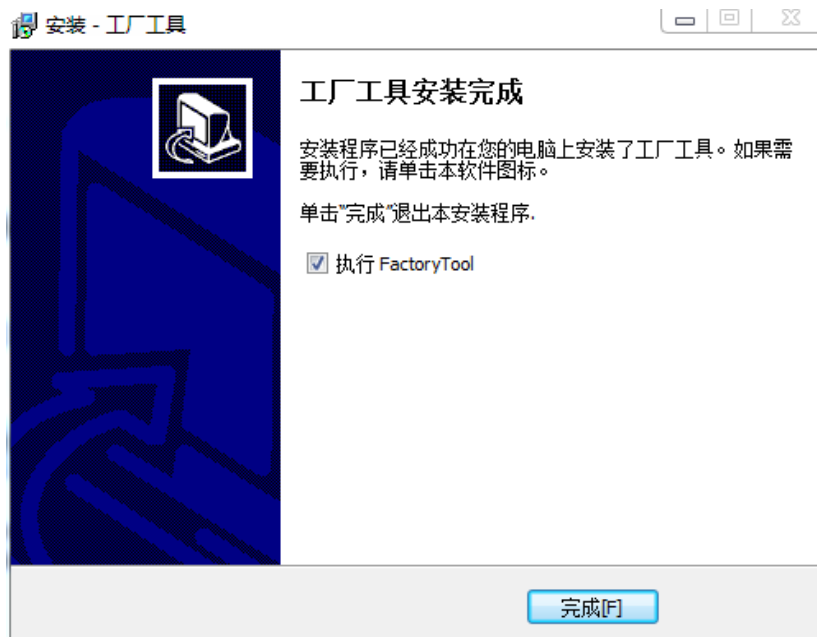 安装 - 工厂工具
工厂工具安装完成
安装程序已经成功在您的电脑上安装了工厂工具。如果需
要执行，请单击本软件图标。
单击"完成"退出本安装程序.
执行 FactoryTool
完成[F]